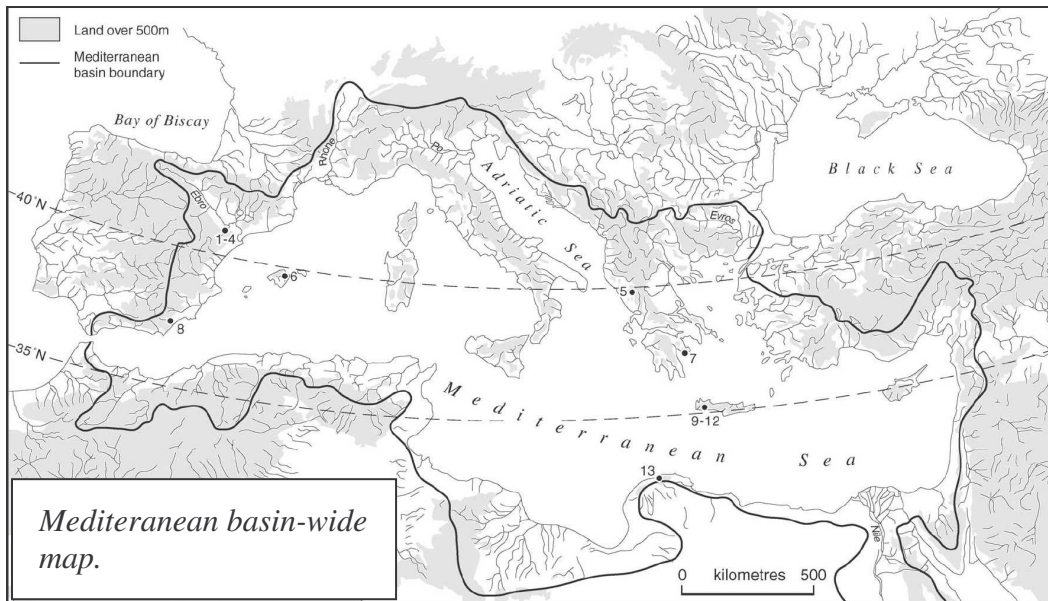 Land over 500m
Mediterranean
basin boundary
Bay of Biscay
Rhône
Po
Adriatic Sea
Black Sea
Ebro
Evros
40°N
1-4
6
5
8
7
35°N
9-12
Mediterranean Sea
13
Nile
Mediteranean basin-wide
map.
0 kilometres 500